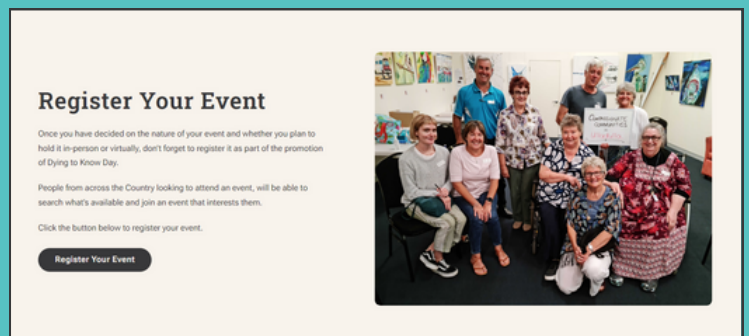 Register Your Event
Once you have decided on the nature of your event and whether you plan to
hold it in-person or virtually, don't forget to register it as part of the promotion
of Dying to Know Day.
People from across the Country looking to attend an event, will be able to
search what's available and join an event that interests them.
Click the button below to register your event.
Register Your Event
COMPASSIONATE
COMMUNITIES